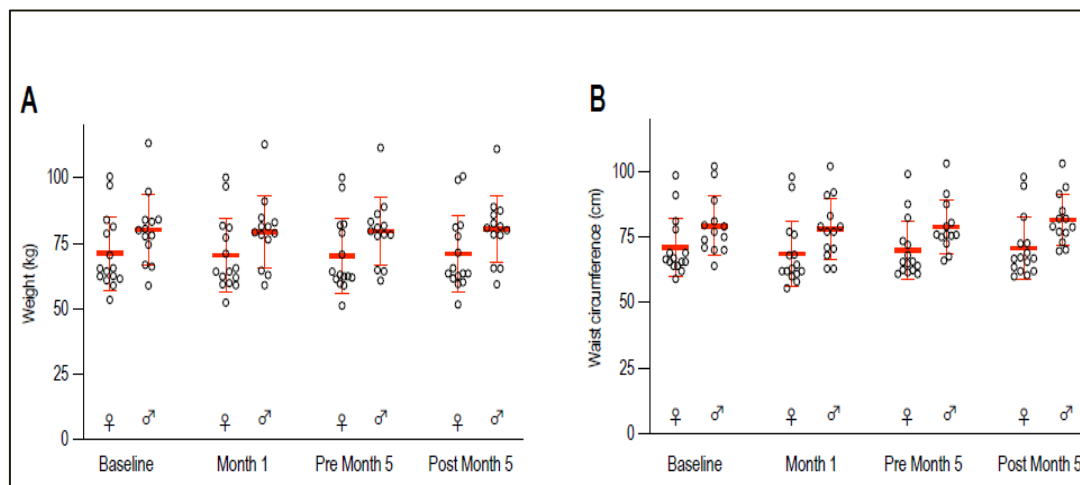 A
Weight (kg)
100
75
50
25
0
♀ ♂ ♀ ♂ ♀ ♂ ♀ ♂
Baseline Month 1 Pre Month 5 Post Month 5
B
Waist circumference (cm)
100
75
50
25
0
♀ ♂ ♀ ♂ ♀ ♂ ♀ ♂
Baseline Month 1 Pre Month 5 Post Month 5